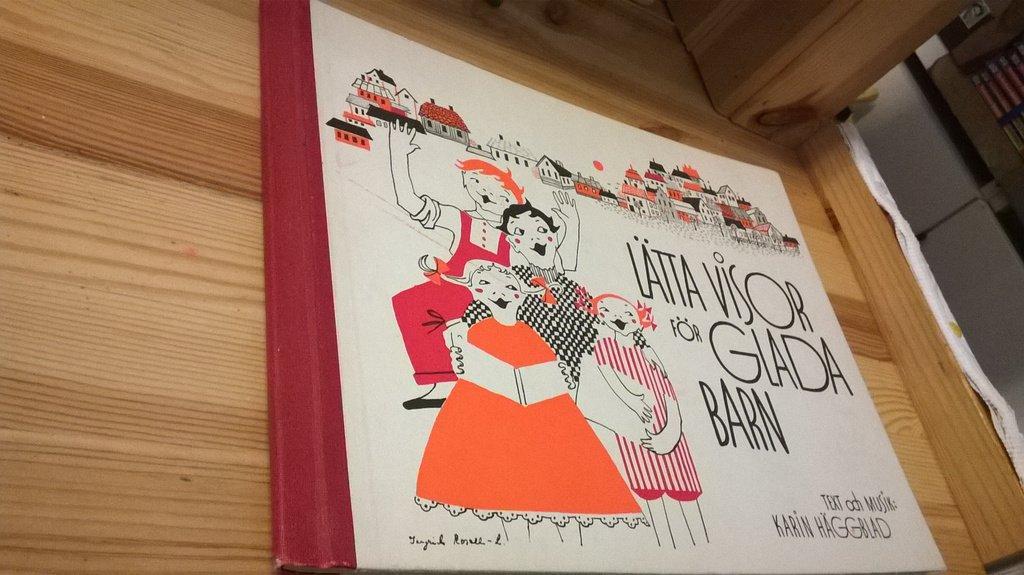 LÄTTA VISOR
FÖR GLADA
BARN
TEXT och MUSIK:
KARIN HÄGGBLAD